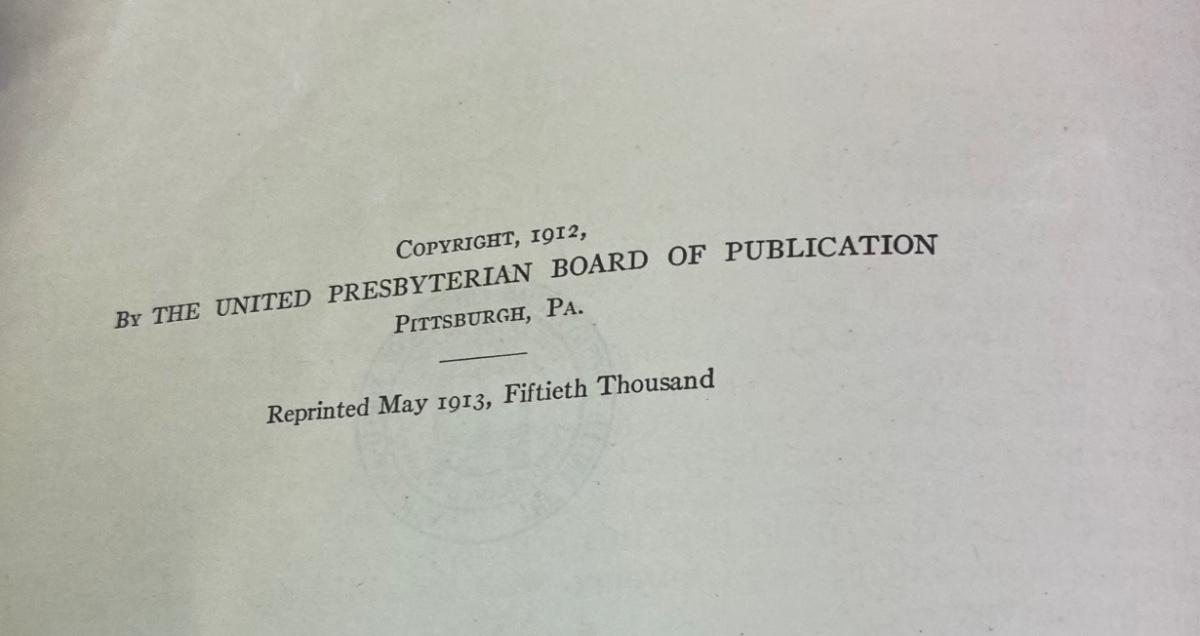 COPYRIGHT, 1912,
BY THE UNITED PRESBYTERIAN BOARD OF PUBLICATION
PITTSBURGH, PA.
Reprinted May 1913, Fiftieth Thousand